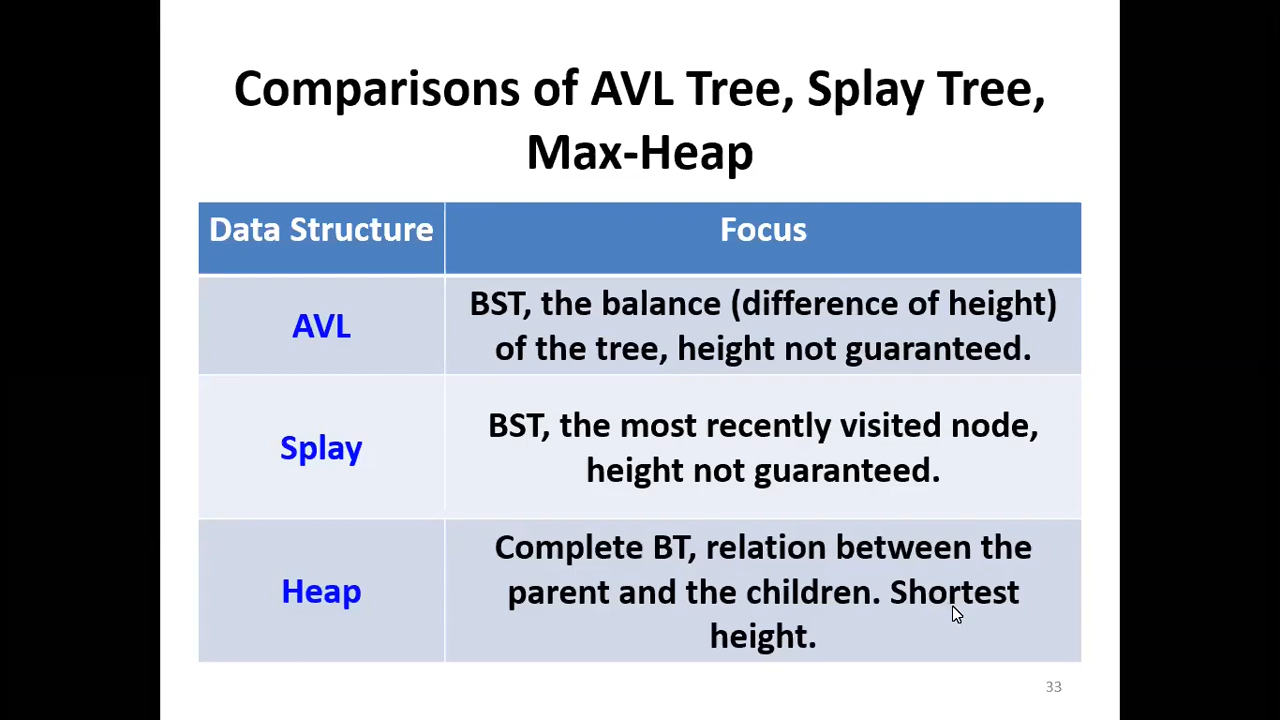 Comparisons of AVL Tree, Splay Tree,
Max-Heap
Data Structure
Focus
AVL
BST, the balance (difference of height)
of the tree, height not guaranteed.
Splay
BST, the most recently visited node,
height not guaranteed.
Heap
Complete BT, relation between the
parent and the children. Shortest
height.
33